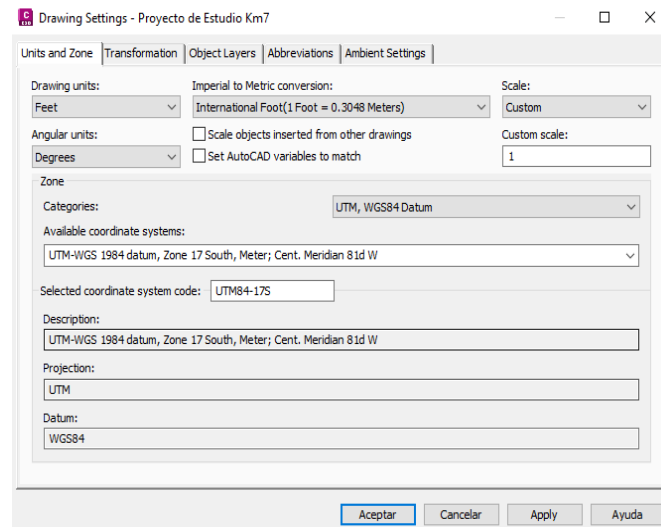 Drawing Settings - Proyecto de Estudio Km7
Units and Zone Transformation Object Layers Abbreviations Ambient Settings
Drawing units: Imperial to Metric conversion: Scale:
Feet International Foot(1 Foot = 0.3048 Meters) Custom
Angular units: Scale objects inserted from other drawings Custom scale:
Degrees Set AutoCAD variables to match 1
Zone
Categories: UTM, WGS84 Datum
Available coordinate systems:
UTM-WGS 1984 datum, Zone 17 South, Meter; Cent. Meridian 81d W
Selected coordinate system code: UTM84-17S
Description:
UTM-WGS 1984 datum, Zone 17 South, Meter; Cent. Meridian 81d W
Projection:
UTM
Datum:
WGS84
Aceptar Cancelar Apply Ayuda